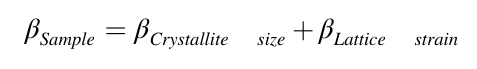 β_Sample = β_Crystallite size + β_Lattice strain